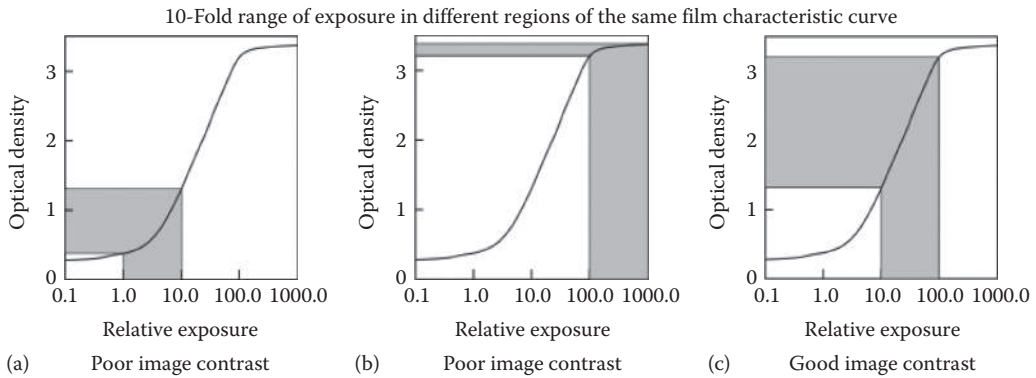 10-Fold range of exposure in different regions of the same film characteristic curve
Optical density
3
2
1
0
0.1 1.0 10.0 100.0 1000.0
Relative exposure
(a) Poor image contrast
Optical density
3
2
1
0
0.1 1.0 10.0 100.0 1000.0
Relative exposure
(b) Poor image contrast
Optical density
3
2
1
0
0.1 1.0 10.0 100.0 1000.0
Relative exposure
(c) Good image contrast